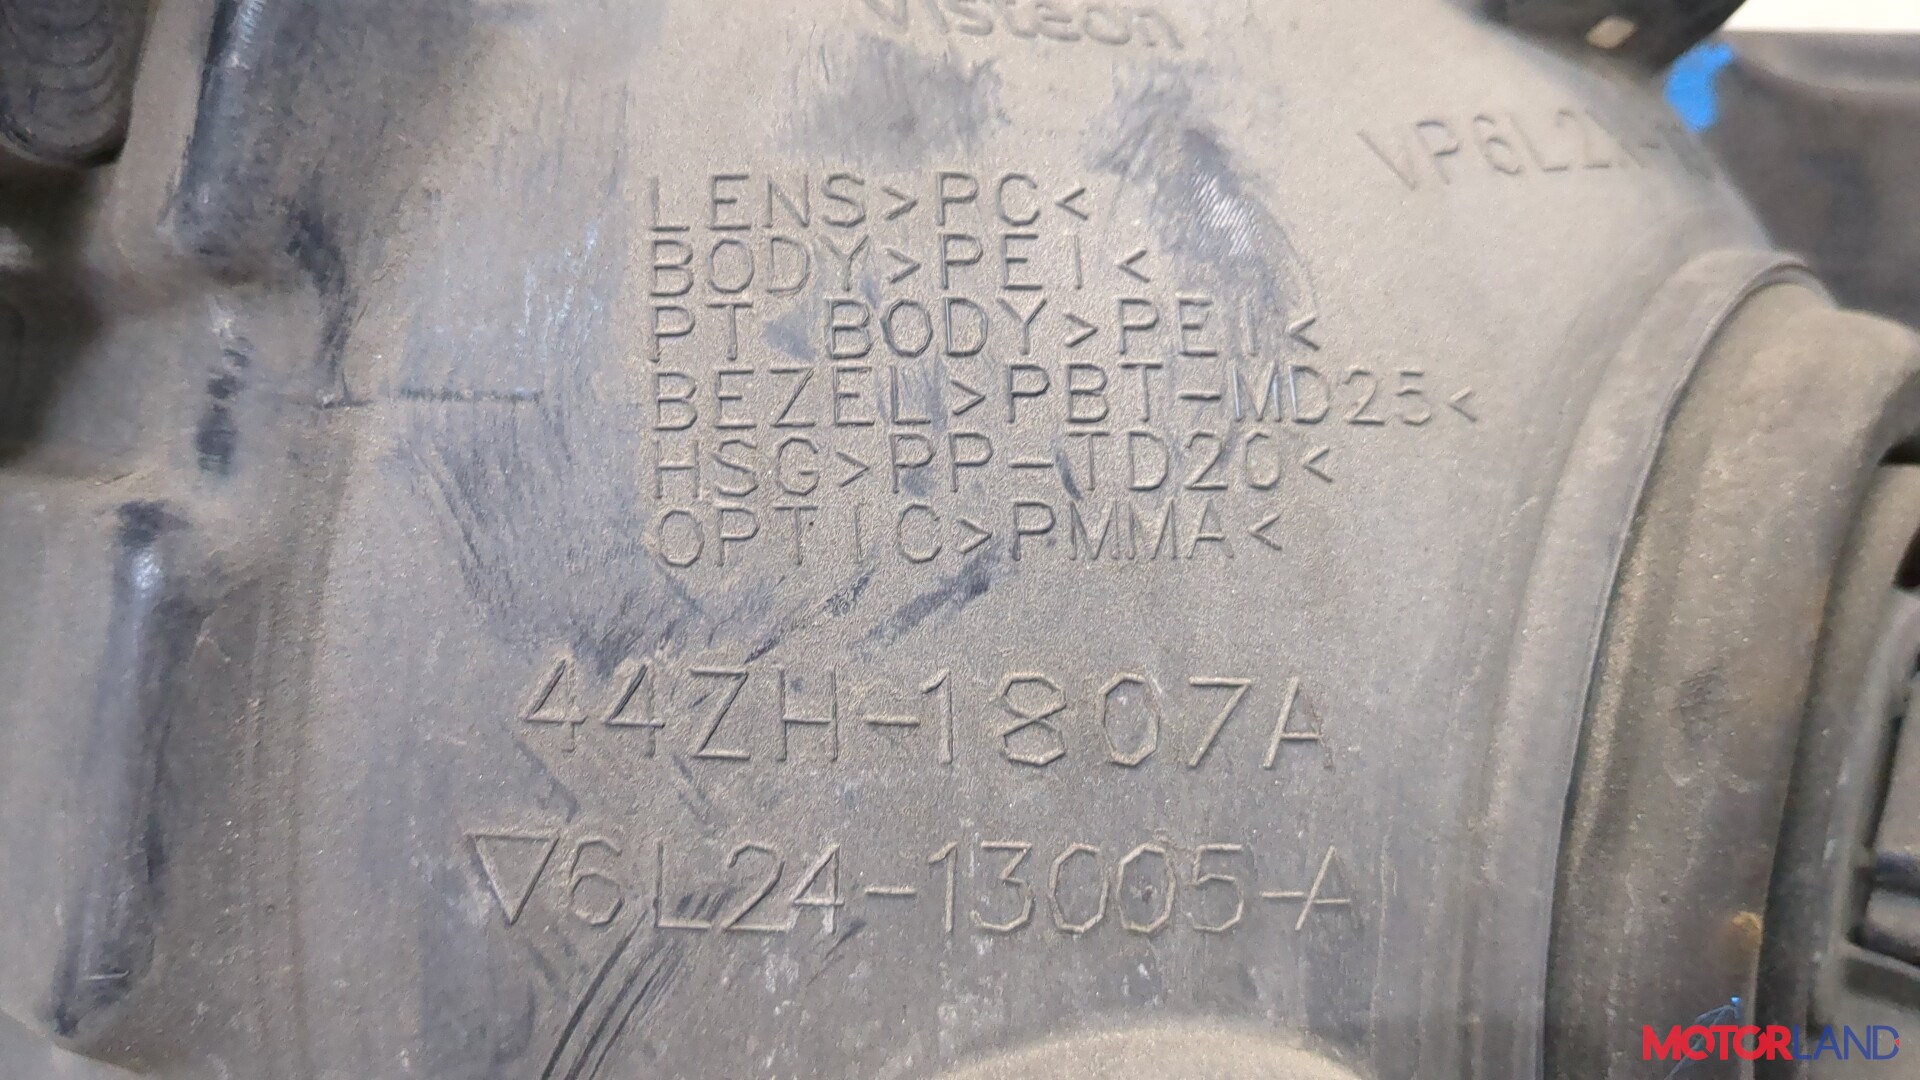 Visteon
LENS>PC<
BODY>PEI<
PT BODY>PEI<
BEZEL>PBT-MD25<
HSG>PP-TD20<
OPTIC>PMMA<
44ZH-1807A
6L24-13005-A
MOTORLAND